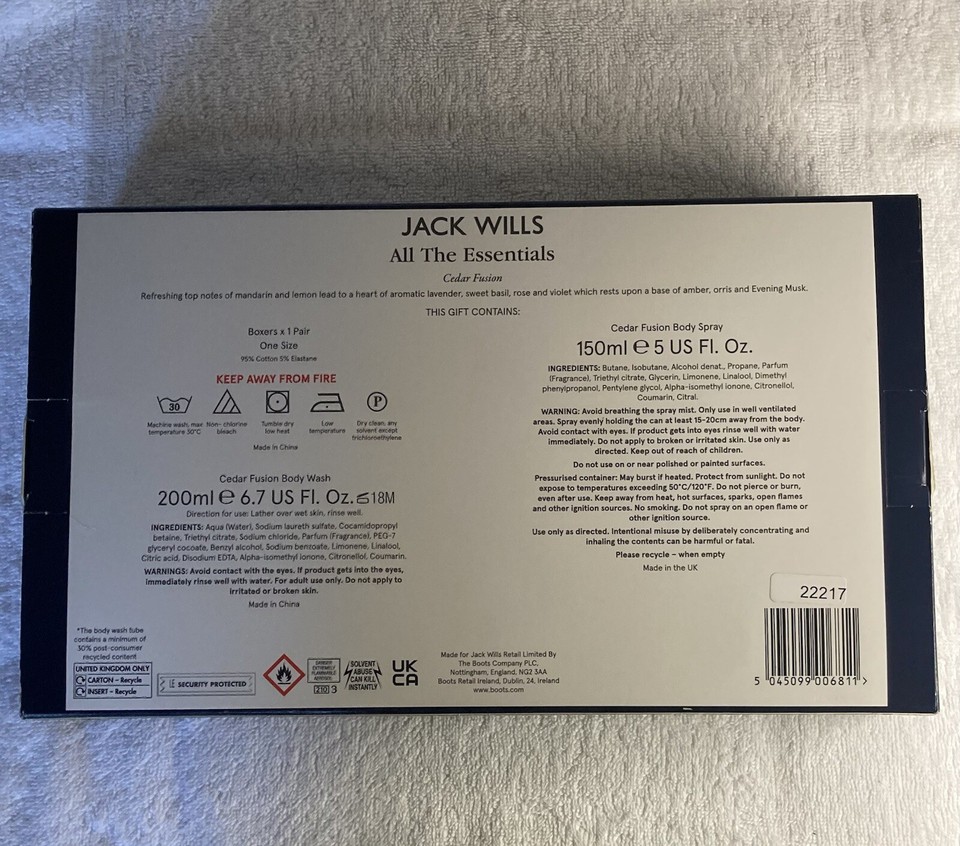 JACK WILLS
All The Essentials
Cedar Fusion
Refreshing top notes of mandarin and lemon lead to a heart of aromatic lavender, sweet basil, rose and violet which rests upon a base of amber, orris and Evening Musk.
THIS GIFT CONTAINS:
Boxers x 1 Pair
One Size
95% Cotton 5% Elastane
KEEP AWAY FROM FIRE
30
P
Machine wash, max
temperature 30°C
Non-chlorine
bleach
Tumble dry
low heat
Low
temperature
Dry clean, any
solvent except
trichloroethylene
Made in China
Cedar Fusion Body Wash
200ml e 6.7 US Fl. Oz. 18M
Direction for use: Lather over wet skin, rinse well.
INGREDIENTS: Aqua (Water), Sodium laureth sulfate, Cocamidopropyl
betaine, Triethyl citrate, Sodium chloride, Parfum (Fragrance), PEG-7
glyceryl cocoate, Benzyl alcohol, Sodium benzoate, Limonene, Linalool,
Citric acid, Disodium EDTA, Alpha-isomethyl ionone, Citronellol, Coumarin.
WARNINGS: Avoid contact with the eyes. If product gets into the eyes,
immediately rinse well with water. For adult use only. Do not apply to
irritated or broken skin.
Made in China
Cedar Fusion Body Spray
150ml e 5 US Fl. Oz.
INGREDIENTS: Butane, Isobutane, Alcohol denat., Propane, Parfum
(Fragrance), Triethyl citrate, Glycerin, Limonene, Linalool, Dimethyl
phenylpropanol, Pentylene glycol, Alpha-isomethyl ionone, Citronellol,
Coumarin, Citral.
WARNING: Avoid breathing the spray mist. Only use in well ventilated
areas. Spray evenly holding the can at least 15-20cm away from the body.
Avoid contact with eyes. If product gets into eyes rinse well with water
immediately. Do not apply to broken or irritated skin. Use only as
directed. Keep out of reach of children.
Do not use on or near polished or painted surfaces.
Pressurised container: May burst if heated. Protect from sunlight. Do not
expose to temperatures exceeding 50°C/120°F. Do not pierce or burn,
even after use. Keep away from heat, hot surfaces, sparks, open flames
and other ignition sources. No smoking. Do not spray on an open flame or
other ignition source.
Use only as directed. Intentional misuse by deliberately concentrating and
inhaling the contents can be harmful or fatal.
Please recycle – when empty
Made in the UK
22217
5 045099 006811 >
*The body wash tube
contains a minimum of
30% post-consumer
recycled content
UNITED KINGDOM ONLY
CARTON – Recycle
INSERT – Recycle
SECURITY PROTECTED
DANGER
EXTREMELY
FLAMMABLE
AEROSOL
210 3
SOLVENT
ABUSE
CAN KILL
INSTANTLY
UK
CA
Made for Jack Wills Retail Limited By
The Boots Company PLC,
Nottingham, England, NG2 3AA
Boots Retail Ireland, Dublin, 24, Ireland
www.boots.com